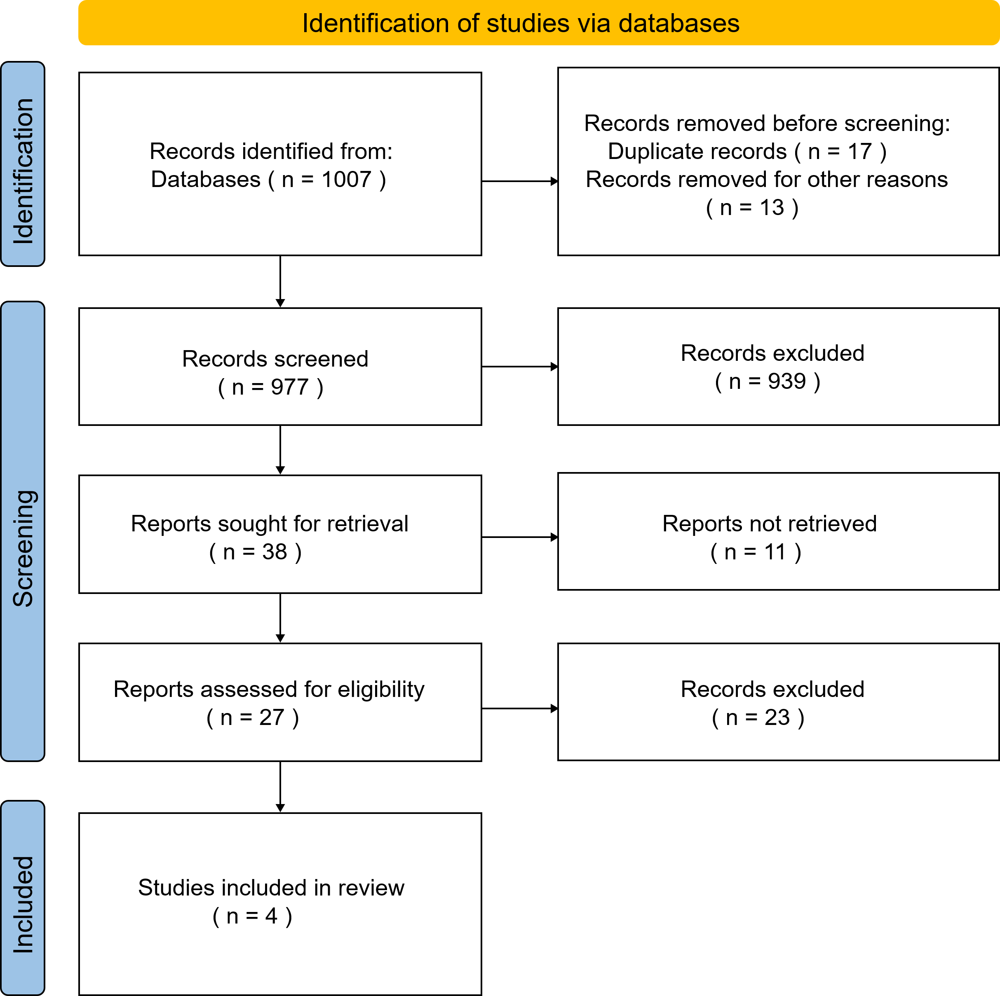 Identification of studies via databases
Identification
Records identified from:
Databases ( n = 1007 )
Records removed before screening:
Duplicate records ( n = 17 )
Records removed for other reasons
( n = 13 )
Screening
Records screened
( n = 977 )
Records excluded
( n = 939 )
Reports sought for retrieval
( n = 38 )
Reports not retrieved
( n = 11 )
Reports assessed for eligibility
( n = 27 )
Records excluded
( n = 23 )
Included
Studies included in review
( n = 4 )